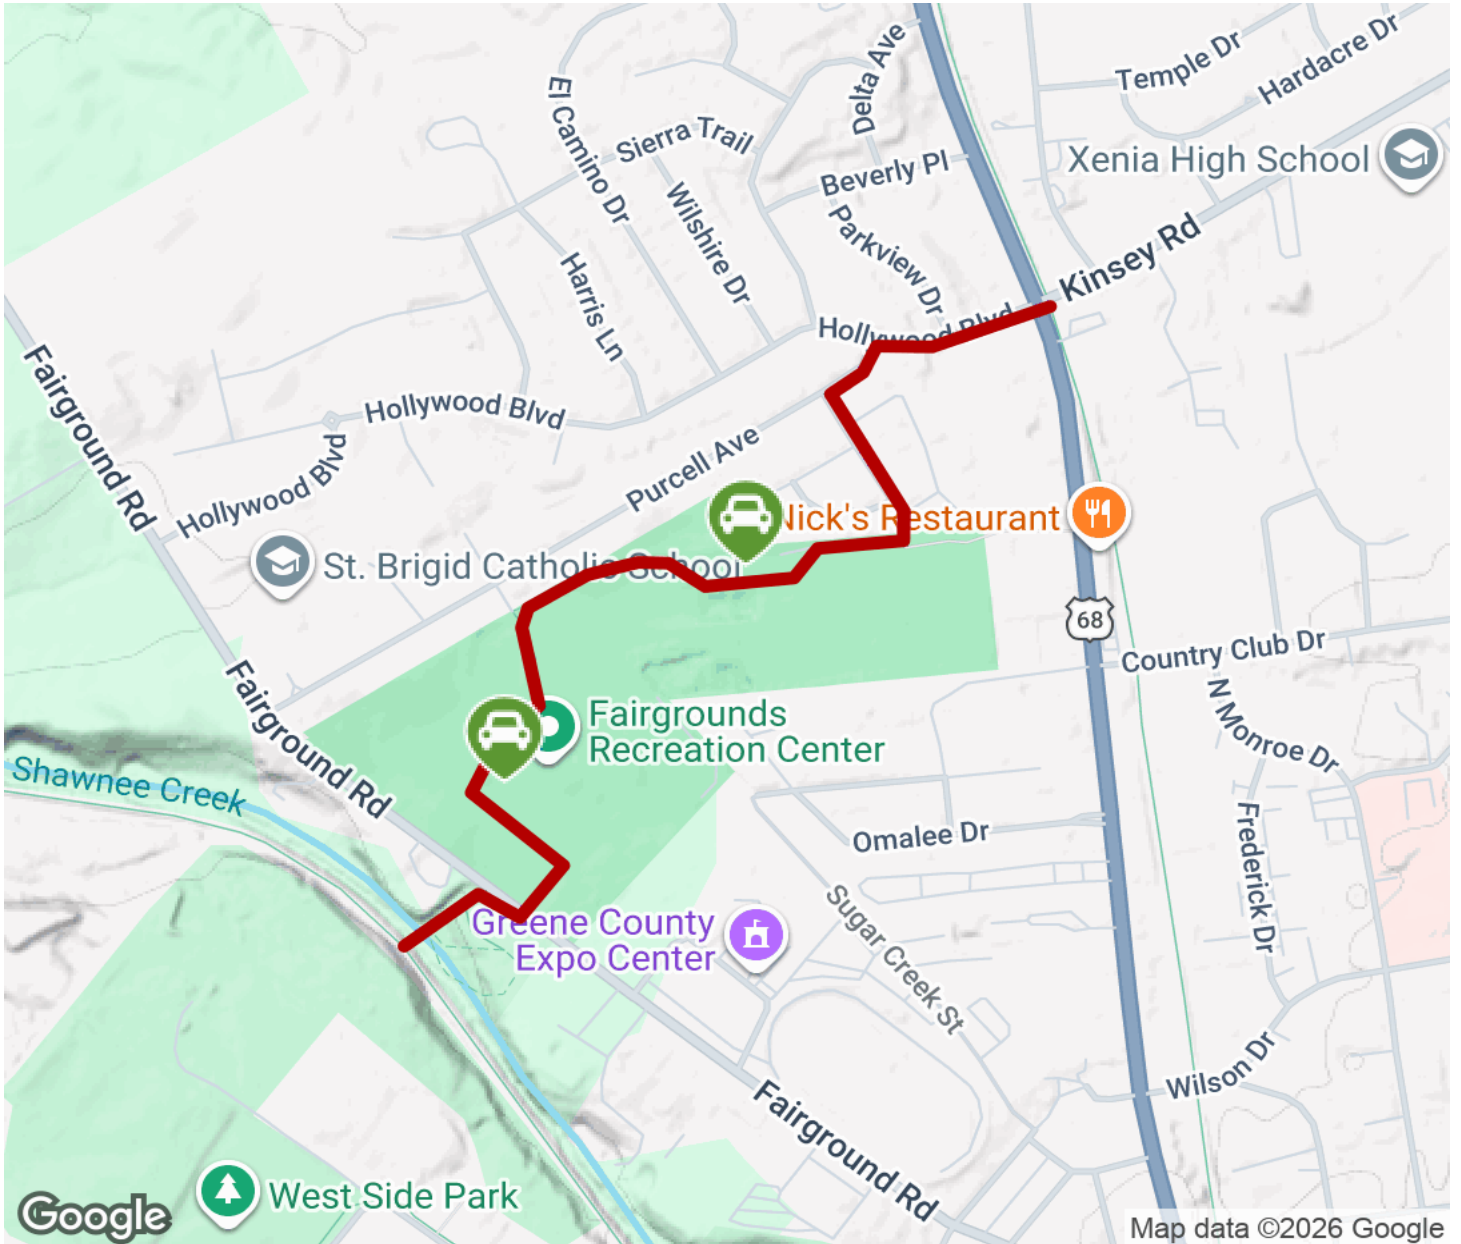 Temple Dr
Hardacre Dr
Delta Ave
El Camino Dr
Sierra Trail
Xenia High School
Beverly Pl
Wilshire Dr
Parkview Dr
Kinsey Rd
Harris Ln
Hollywood Blvd
Fairground Rd
Hollywood Blvd
Hollywood Blvd
Purcell Ave
Nick's Restaurant
St. Brigid Catholic School
68
Country Club Dr
Fairground Rd
N Monroe Dr
Fairgrounds
Recreation Center
Shawnee Creek
Omalee Dr
Frederick Dr
Greene County
Expo Center
Sugar Creek St
Wilson Dr
Fairground Rd
West Side Park
Google
Map data ©2026 Google